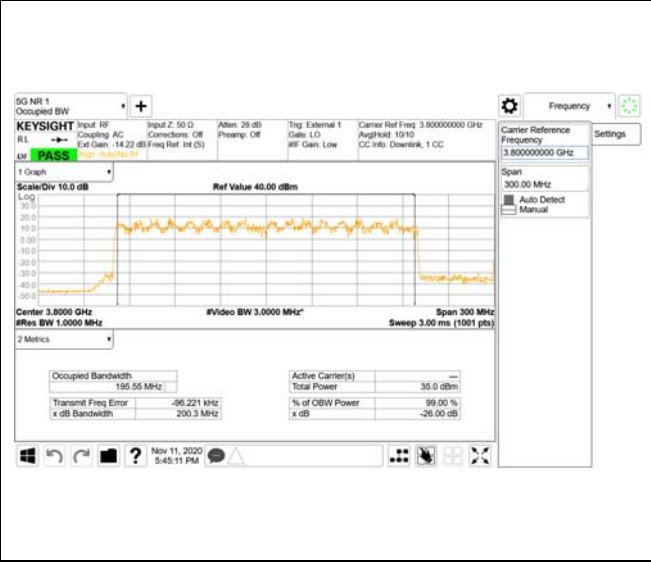 5G NR 1
Occupied BW
+
Frequency
KEYSIGHT
R L
LW PASS
Input: RF
Coupling: AC
Ext Gain: -14.22 dB
Align: Auto/No RF
Input Z: 50 Ω
Corrections: Off
Freq Ref: Int (S)
Atten: 28 dB
Preamp: Off
Trig: External 1
Gate: LO
#IF Gain: Low
Carrier Ref Freq: 3.800000000 GHz
Avg|Hold: 10/10
CC Info: Downlink, 1 CC
Carrier Reference
Frequency
3.800000000 GHz
Settings
Span
300.00 MHz
Auto Detect
Manual
1 Graph
Scale/Div 10.0 dB
Ref Value 40.00 dBm
Log
30.0
20.0
10.0
0.00
-10.0
-20.0
-30.0
-40.0
-50.0
Center 3.8000 GHz
#Video BW 3.0000 MHz*
Span 300 MHz
#Res BW 1.0000 MHz
Sweep 3.00 ms (1001 pts)
2 Metrics
Occupied Bandwidth
195.55 MHz
Active Carrier(s)
---
Total Power
35.0 dBm
Transmit Freq Error
-96.221 kHz
% of OBW Power
99.00 %
x dB Bandwidth
200.3 MHz
x dB
-26.00 dB
?
Nov 11, 2020
5:45:11 PM